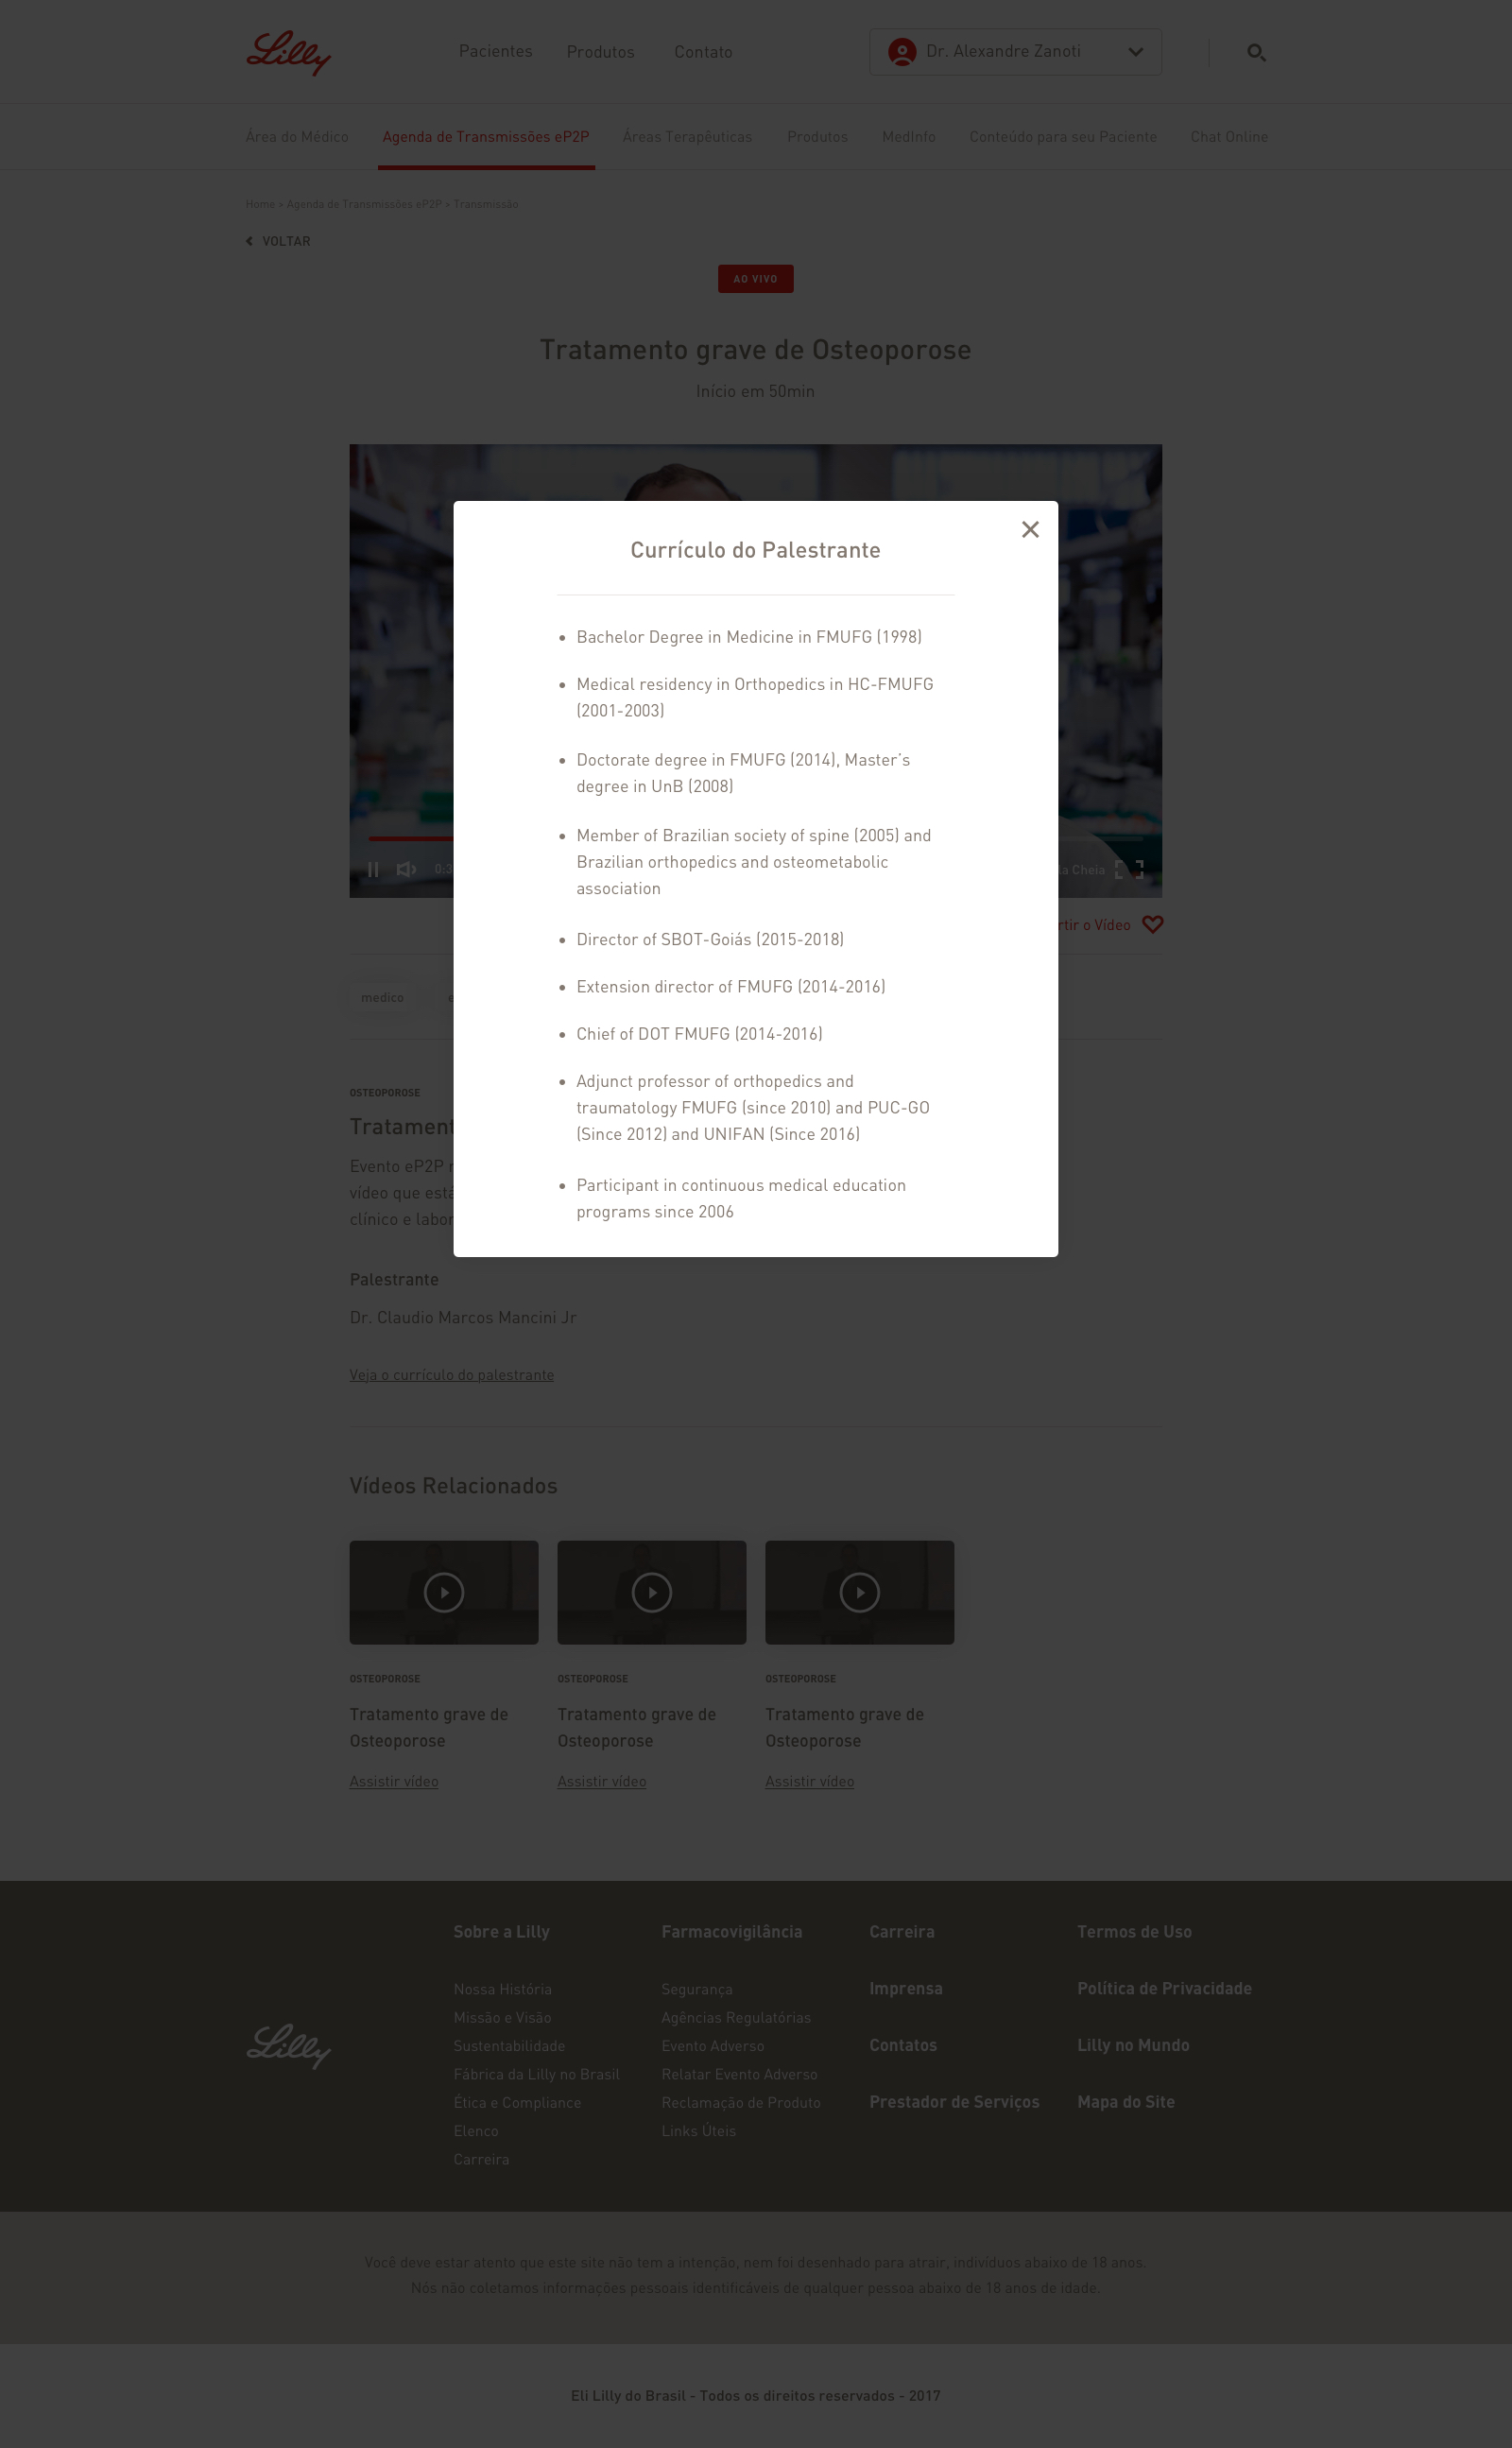 Lilly
Pacientes
Produtos
Contato
Dr. Alexandre Zanoti
Área do Médico
Agenda de Transmissões eP2P
Áreas Terapêuticas
Produtos
MedInfo
Conteúdo para seu Paciente
Chat Online
Home > Agenda de Transmissões eP2P > Transmissão
VOLTAR
AO VIVO
Tratamento grave de Osteoporose
Início em 50min
Currículo do Palestrante
• Bachelor Degree in Medicine in FMUFG (1998)
• Medical residency in Orthopedics in HC-FMUFG
(2001-2003)
• Doctorate degree in FMUFG (2014), Master's
degree in UnB (2008)
• Member of Brazilian society of spine (2005) and
Brazilian orthopedics and osteometabolic
association
• Director of SBOT-Goiás (2015-2018)
• Extension director of FMUFG (2014-2016)
• Chief of DOT FMUFG (2014-2016)
• Adjunct professor of orthopedics and
traumatology FMUFG (since 2010) and PUC-GO
(Since 2012) and UNIFAN (Since 2016)
• Participant in continuous medical education
programs since 2006
Cheia
o Vídeo
medico
OSTEOPOROSE
Evento eP2P
vídeo que
clínico e
Palestrante
Dr. Claudio Marcos Mancini Jr
Veja o currículo do palestrante
Vídeos Relacionados
OSTEOPOROSE
Tratamento grave de
Osteoporose
Assistir vídeo
OSTEOPOROSE
Tratamento grave de
Osteoporose
Assistir vídeo
OSTEOPOROSE
Tratamento grave de
Osteoporose
Assistir vídeo
Lilly
Sobre a Lilly
Nossa História
Missão e Visão
Sustentabilidade
Fábrica da Lilly no Brasil
Ética e Compliance
Elenco
Carreira
Farmacovigilância
Segurança
Agências Regulatórias
Evento Adverso
Relatar Evento Adverso
Reclamação de Produto
Links Úteis
Carreira
Imprensa
Contatos
Prestador de Serviços
Termos de Uso
Política de Privacidade
Lilly no Mundo
Mapa do Site
Você deve estar atento que este site não tem a intenção, nem foi desenhado para atrair, indivíduos abaixo de 18 anos.
Nós não coletamos informações pessoais identificáveis de qualquer pessoa abaixo de 18 anos de idade.
Eli Lilly do Brasil - Todos os direitos reservados - 2017